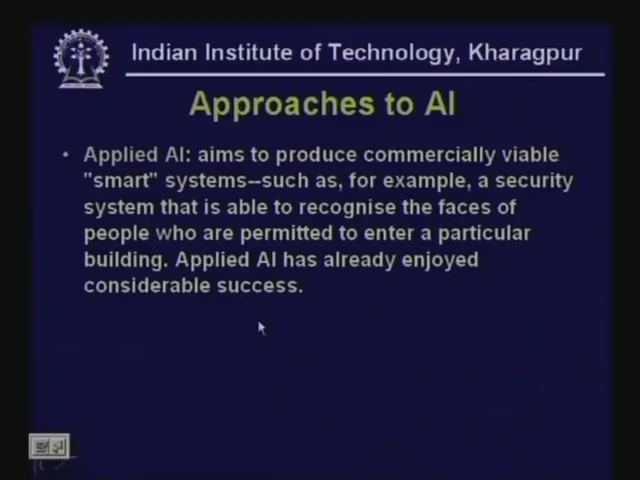 Indian Institute of Technology, Kharagpur
Approaches to AI
• Applied AI: aims to produce commercially viable
"smart" systems--such as, for example, a security
system that is able to recognise the faces of
people who are permitted to enter a particular
building. Applied AI has already enjoyed
considerable success.